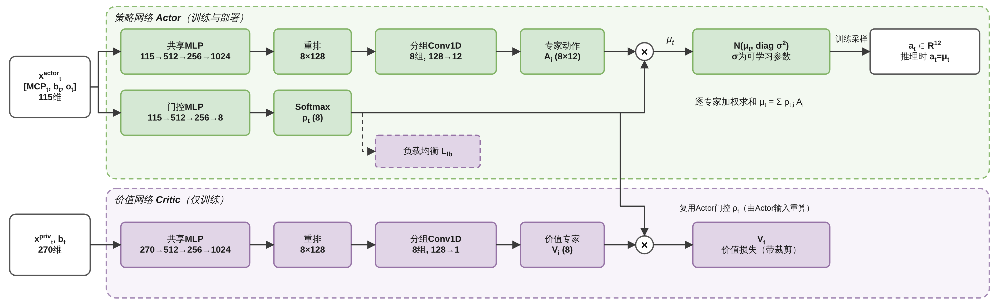 策略网络 Actor（训练与部署）
共享MLP
115→512→256→1024
重排
8×128
分组Conv1D
8组, 128→12
专家动作
Aᵢ (8×12)
×
μₜ
N(μₜ, diag σ²)
σ为可学习参数
训练采样
aₜ ∈ R¹²
推理时 aₜ=μₜ
x^actor_t
[MCPₜ, bₜ, oₜ]
115维
门控MLP
115→512→256→8
Softmax
ρₜ (8)
逐专家加权求和 μₜ = Σ ρ_t,i Aᵢ
负载均衡 L_lb
价值网络 Critic（仅训练）
复用Actor门控 ρₜ（由Actor输入重算）
x^priv_t, bₜ
270维
共享MLP
270→512→256→1024
重排
8×128
分组Conv1D
8组, 128→1
价值专家
Vᵢ (8)
×
Vₜ
价值损失（带裁剪）